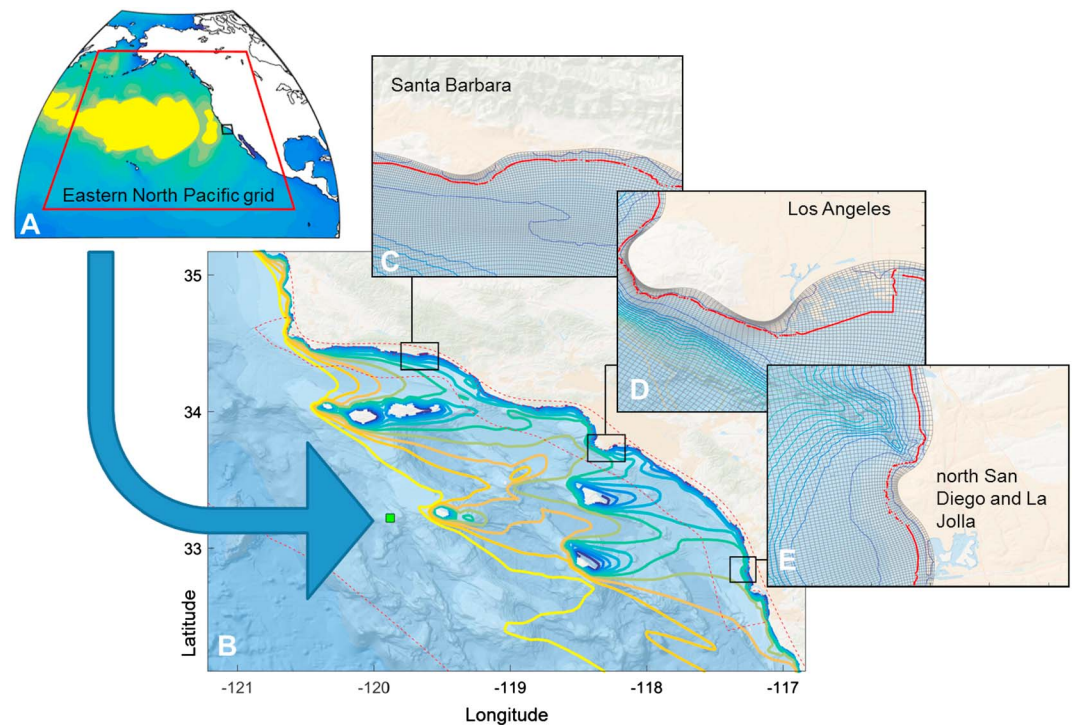 Santa Barbara
Eastern North Pacific grid
A
Los Angeles
C
35
D
34
north San
Diego and La
Jolla
33
E
Latitude
B
-121
-120
-119
-118
-117
Longitude